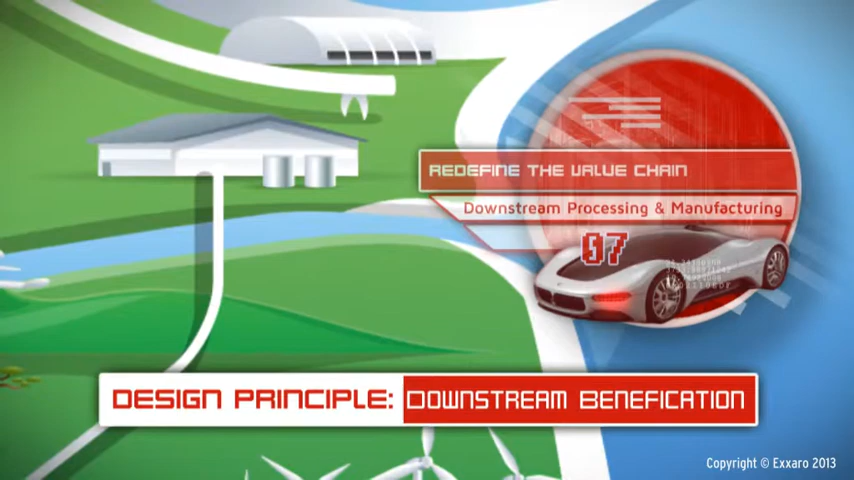 REDEFINE THE VALUE CHAIN
Downstream Processing & Manufacturing
07
DESIGN PRINCIPLE: DOWNSTREAM BENEFICATION
Copyright © Exxaro 2013